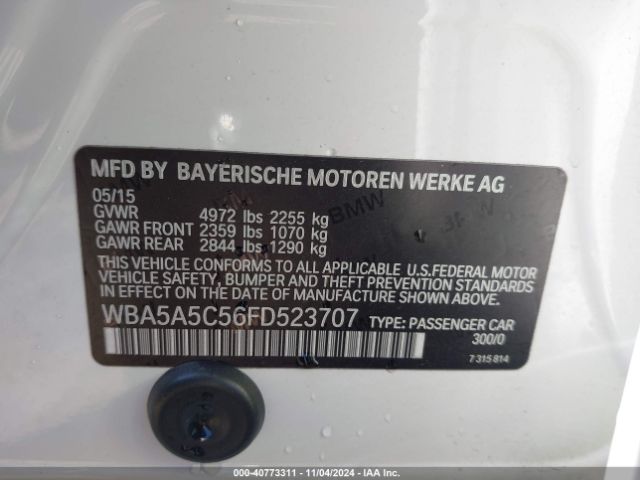 MFD BY BAYERISCHE MOTOREN WERKE AG
05/15
GVWR 4972 lbs 2255 kg
GAWR FRONT 2359 lbs 1070 kg
GAWR REAR 2844 lbs 1290 kg
THIS VEHICLE CONFORMS TO ALL APPLICABLE U.S.FEDERAL MOTOR
VEHICLE SAFETY, BUMPER AND THEFT PREVENTION STANDARDS
IN EFFECT ON THE DATE OF MANUFACTURE SHOWN ABOVE.
WBA5A5C56FD523707 TYPE: PASSENGER CAR
300/0
7 315 814
000-40773311 - 11/04/2024 - IAA Inc.